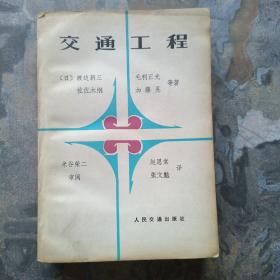 交通工程
〔日〕渡边新三
佐佐木纲
毛利正光
加藤晃
等著
米谷荣二
审阅
赵恩棠
张文魁
译
人民交通出版社